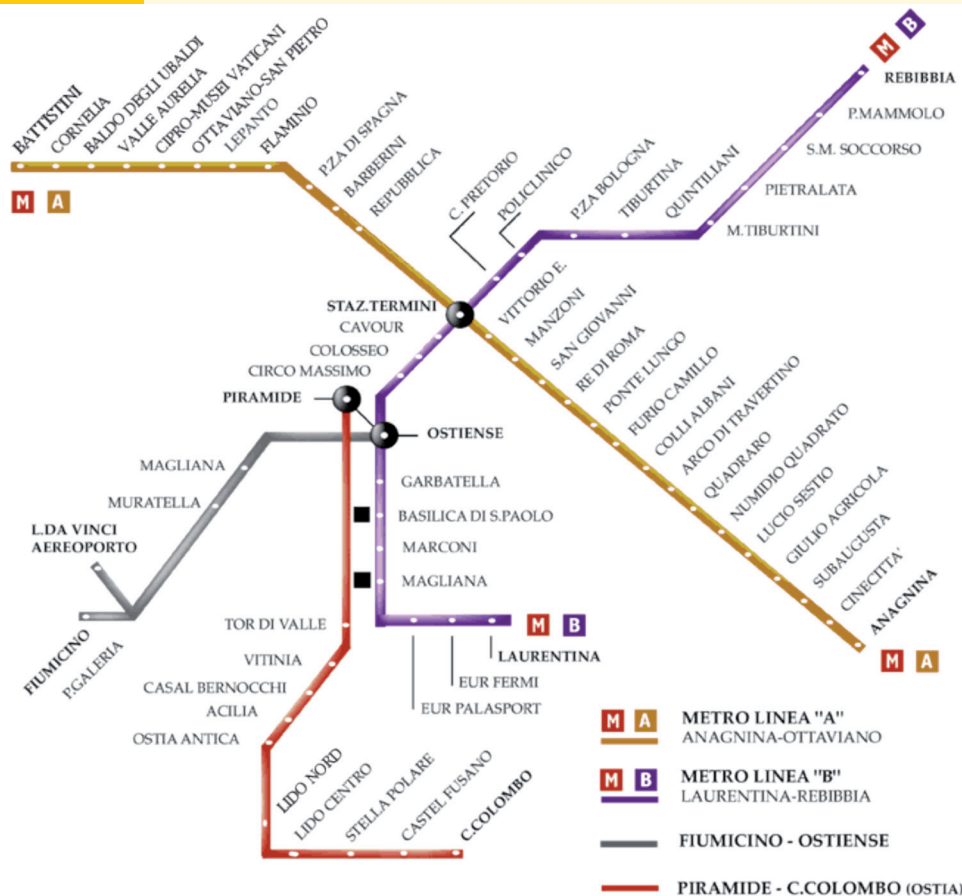 BATTISTINI
CORNELIA
BALDO DEGLI UBALDI
VALLE AURELIA
CIPRO-MUSEI VATICANI
OTTAVIANO-SAN PIETRO
LEPANTO
FLAMINIO
P.ZA DI SPAGNA
BARBERINI
REPUBBLICA
M A
M B
REBIBBIA
P.MAMMOLO
S.M. SOCCORSO
PIETRALATA
M.TIBURTINI
QUINTILIANI
TIBURTINA
P.ZA BOLOGNA
POLICLINICO
C. PRETORIO
STAZ.TERMINI
CAVOUR
COLOSSEO
CIRCO MASSIMO
PIRAMIDE
OSTIENSE
VITTORIO E.
MANZONI
SAN GIOVANNI
RE DI ROMA
PONTE LUNGO
FURIO CAMILLO
COLLI ALBANI
ARCO DI TRAVERTINO
QUADRARO
NUMIDIO QUADRATO
LUCIO SESTIO
GIULIO AGRICOLA
SUBAUGUSTA
CINECITTA'
ANAGNINA
M A
MAGLIANA
MURATELLA
L.DA VINCI
AEREOPORTO
FIUMICINO
P.GALERIA
GARBATELLA
BASILICA DI S.PAOLO
MARCONI
MAGLIANA
M B
LAURENTINA
EUR FERMI
EUR PALASPORT
TOR DI VALLE
VITINIA
CASAL BERNOCCHI
ACILIA
OSTIA ANTICA
LIDO NORD
LIDO CENTRO
STELLA POLARE
CASTEL FUSANO
C.COLOMBO
M A METRO LINEA "A"
ANAGNINA-OTTAVIANO
M B METRO LINEA "B"
LAURENTINA-REBIBBIA
FIUMICINO - OSTIENSE
PIRAMIDE - C.COLOMBO (OSTIA